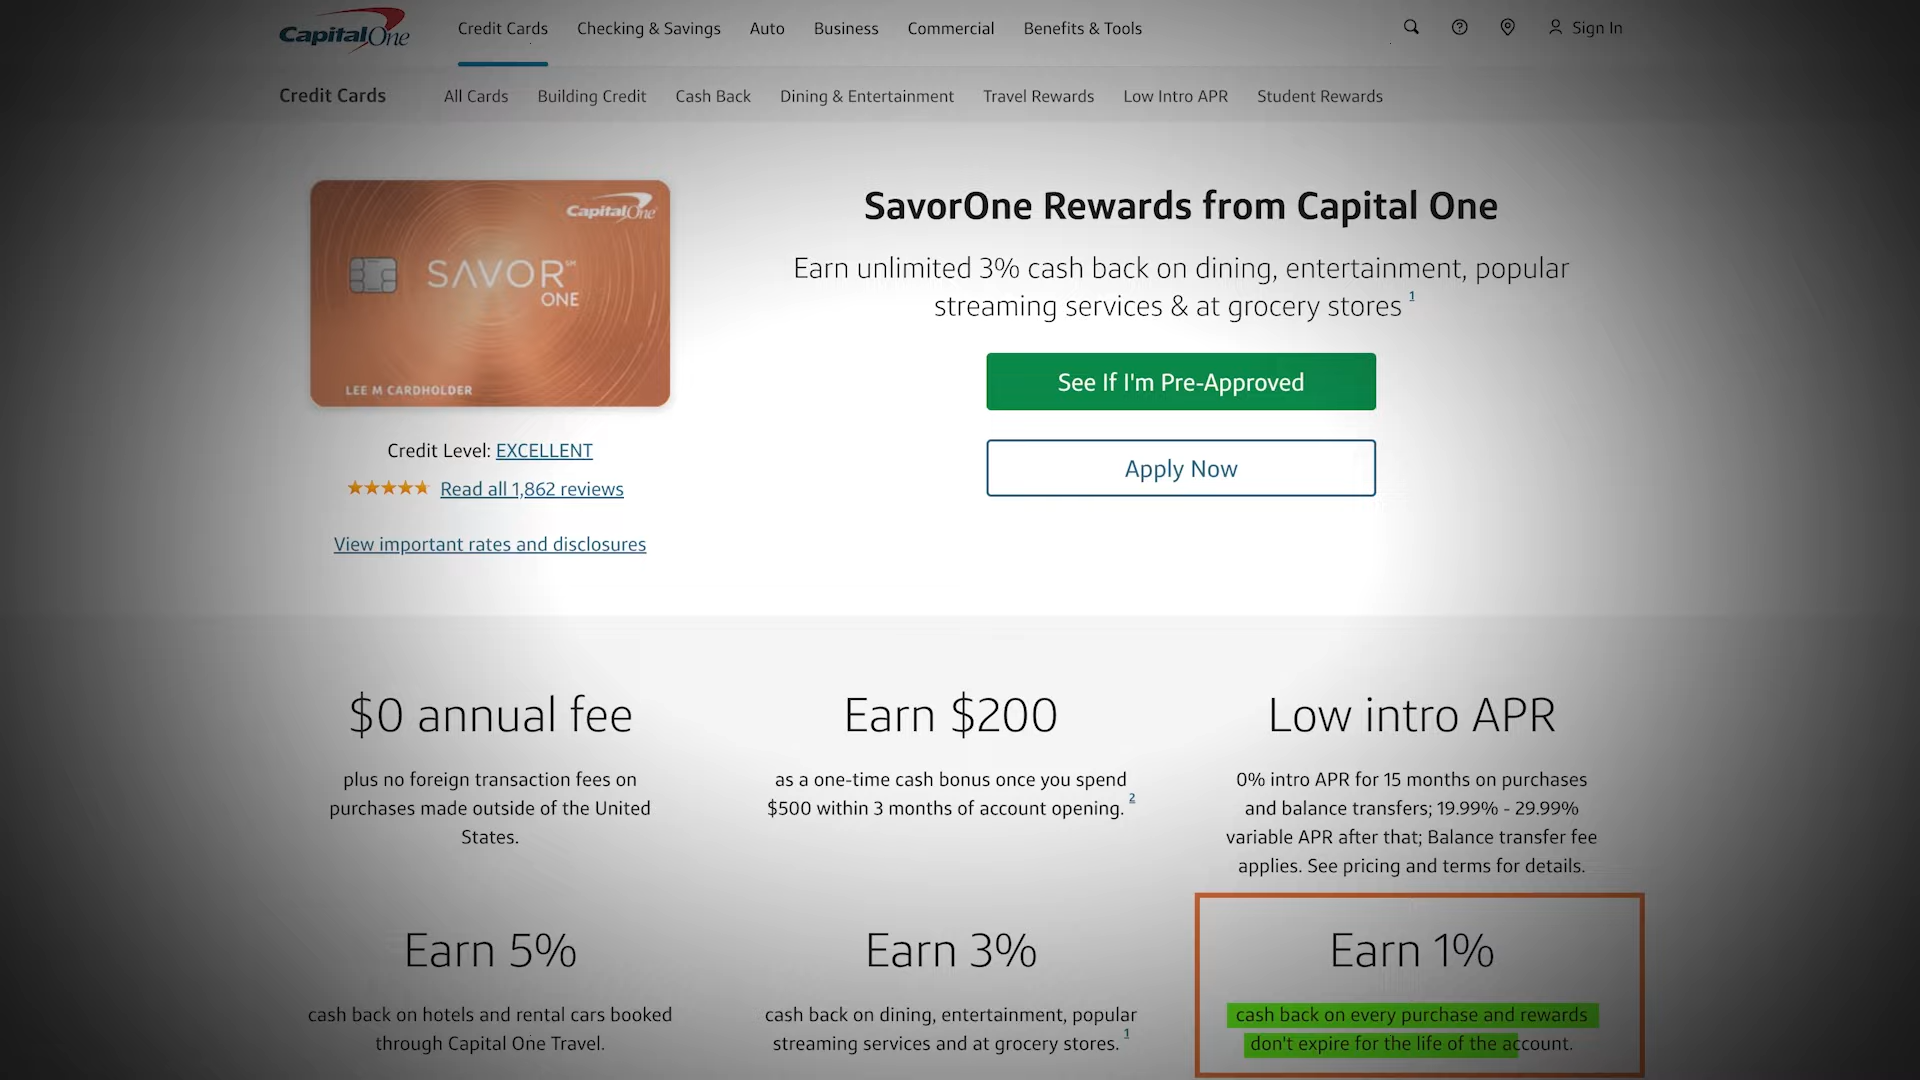 CapitalOne
Credit Cards Checking & Savings Auto Business Commercial Benefits & Tools Sign In
Credit Cards All Cards Building Credit Cash Back Dining & Entertainment Travel Rewards Low Intro APR Student Rewards
CapitalOne
SAVOR℠
ONE
LEE M CARDHOLDER
Credit Level: EXCELLENT
Read all 1,862 reviews
View important rates and disclosures
SavorOne Rewards from Capital One
Earn unlimited 3% cash back on dining, entertainment, popular
streaming services & at grocery stores 1
See If I'm Pre-Approved
Apply Now
$0 annual fee
plus no foreign transaction fees on
purchases made outside of the United
States.
Earn $200
as a one-time cash bonus once you spend
$500 within 3 months of account opening. 2
Low intro APR
0% intro APR for 15 months on purchases
and balance transfers; 19.99% - 29.99%
variable APR after that; Balance transfer fee
applies. See pricing and terms for details.
Earn 5%
cash back on hotels and rental cars booked
through Capital One Travel.
Earn 3%
cash back on dining, entertainment, popular
streaming services and at grocery stores. 1
Earn 1%
cash back on every purchase and rewards
don't expire for the life of the account.